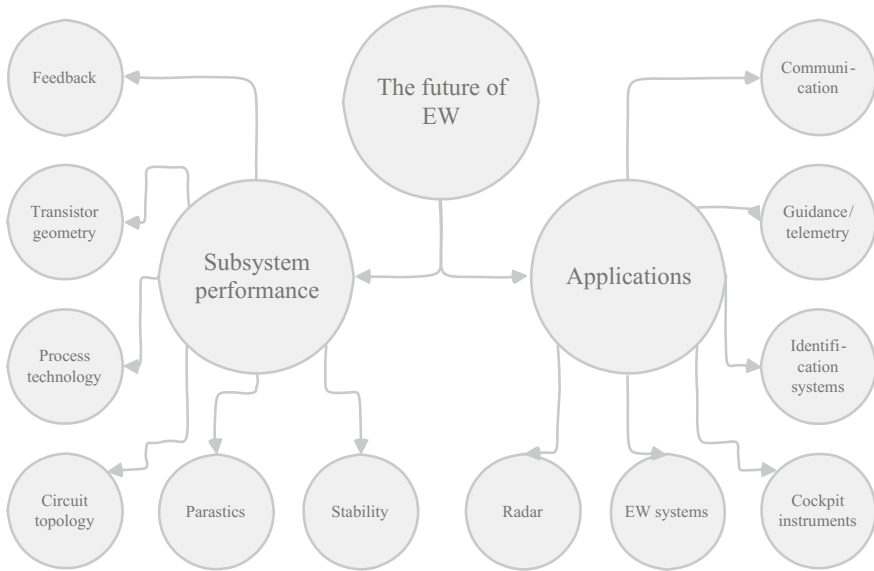 The future of
EW
Feedback
Communi-
cation
Transistor
geometry
Guidance/
telemetry
Subsystem
performance
Applications
Process
technology
Identifi-
cation
systems
Circuit
topology
Parastics
Stability
Radar
EW systems
Cockpit
instruments